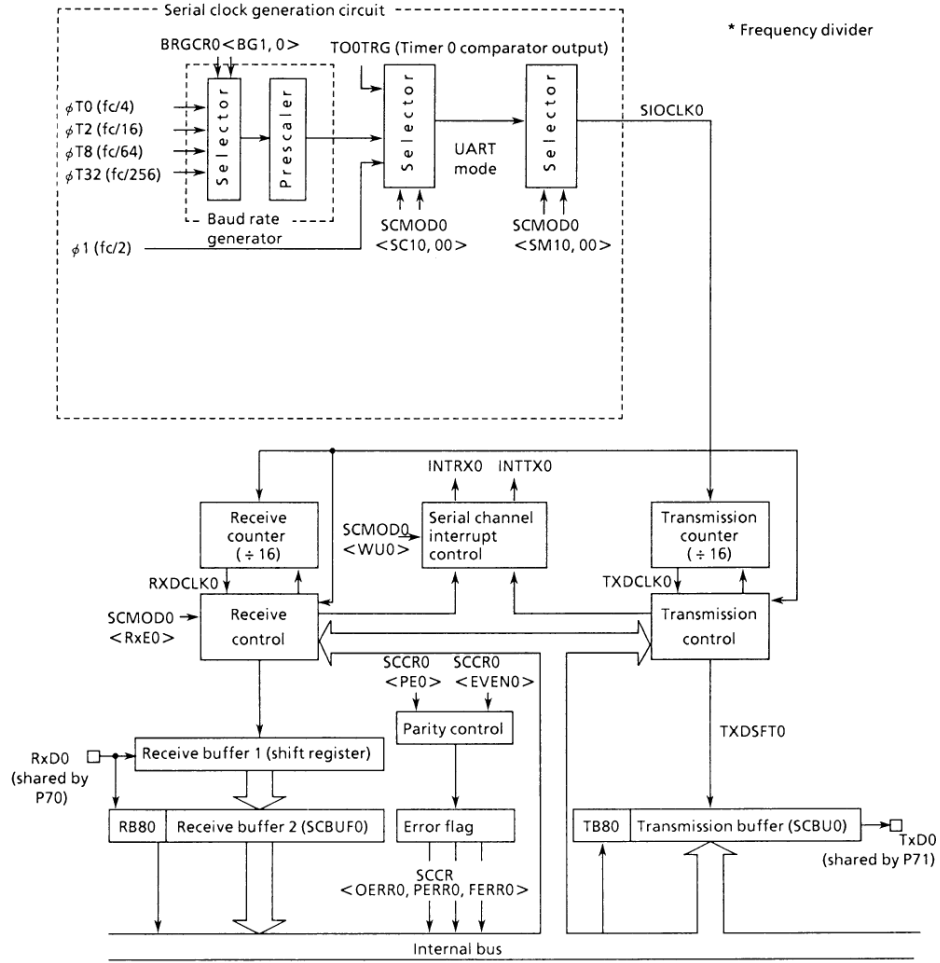 Serial clock generation circuit
* Frequency divider
BRGCR0<BG1, 0>
TO0TRG (Timer 0 comparator output)
φT0 (fc/4)
φT2 (fc/16)
φT8 (fc/64)
φT32 (fc/256)
Selector
Prescaler
Selector
Selector
SIOCLK0
UART
mode
Baud rate
generator
SCMOD0
<SC10, 00>
SCMOD0
<SM10, 00>
φ1 (fc/2)
INTRX0
INTTX0
Receive
counter
(÷ 16)
SCMOD0
<WU0>
Serial channel
interrupt
control
Transmission
counter
(÷ 16)
RXDCLK0
TXDCLK0
SCMOD0
<RxE0>
Receive
control
Transmission
control
SCCR0
<PE0>
SCCR0
<EVEN0>
Parity control
TXDSFT0
RxD0
(shared by
P70)
Receive buffer 1 (shift register)
RB80
Receive buffer 2 (SCBUF0)
Error flag
TB80
Transmission buffer (SCBU0)
TxD0
(shared by P71)
SCCR
<OERR0, PERR0, FERR0>
Internal bus